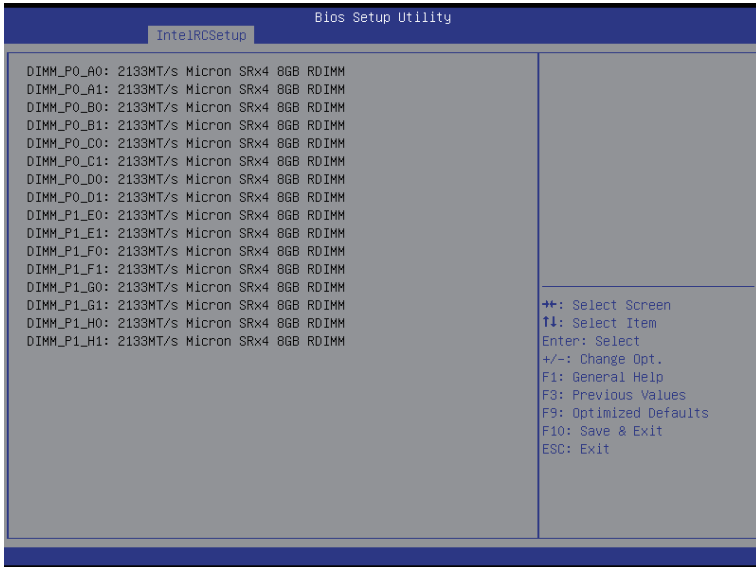 Bios Setup Utility
IntelRCSetup
DIMM_P0_A0: 2133MT/s Micron SRx4 8GB RDIMM
DIMM_P0_A1: 2133MT/s Micron SRx4 8GB RDIMM
DIMM_P0_B0: 2133MT/s Micron SRx4 8GB RDIMM
DIMM_P0_B1: 2133MT/s Micron SRx4 8GB RDIMM
DIMM_P0_C0: 2133MT/s Micron SRx4 8GB RDIMM
DIMM_P0_C1: 2133MT/s Micron SRx4 8GB RDIMM
DIMM_P0_D0: 2133MT/s Micron SRx4 8GB RDIMM
DIMM_P0_D1: 2133MT/s Micron SRx4 8GB RDIMM
DIMM_P1_E0: 2133MT/s Micron SRx4 8GB RDIMM
DIMM_P1_E1: 2133MT/s Micron SRx4 8GB RDIMM
DIMM_P1_F0: 2133MT/s Micron SRx4 8GB RDIMM
DIMM_P1_F1: 2133MT/s Micron SRx4 8GB RDIMM
DIMM_P1_G0: 2133MT/s Micron SRx4 8GB RDIMM
DIMM_P1_G1: 2133MT/s Micron SRx4 8GB RDIMM
DIMM_P1_H0: 2133MT/s Micron SRx4 8GB RDIMM
DIMM_P1_H1: 2133MT/s Micron SRx4 8GB RDIMM
→←: Select Screen
↑↓: Select Item
Enter: Select
+/-: Change Opt.
F1: General Help
F3: Previous Values
F9: Optimized Defaults
F10: Save & Exit
ESC: Exit